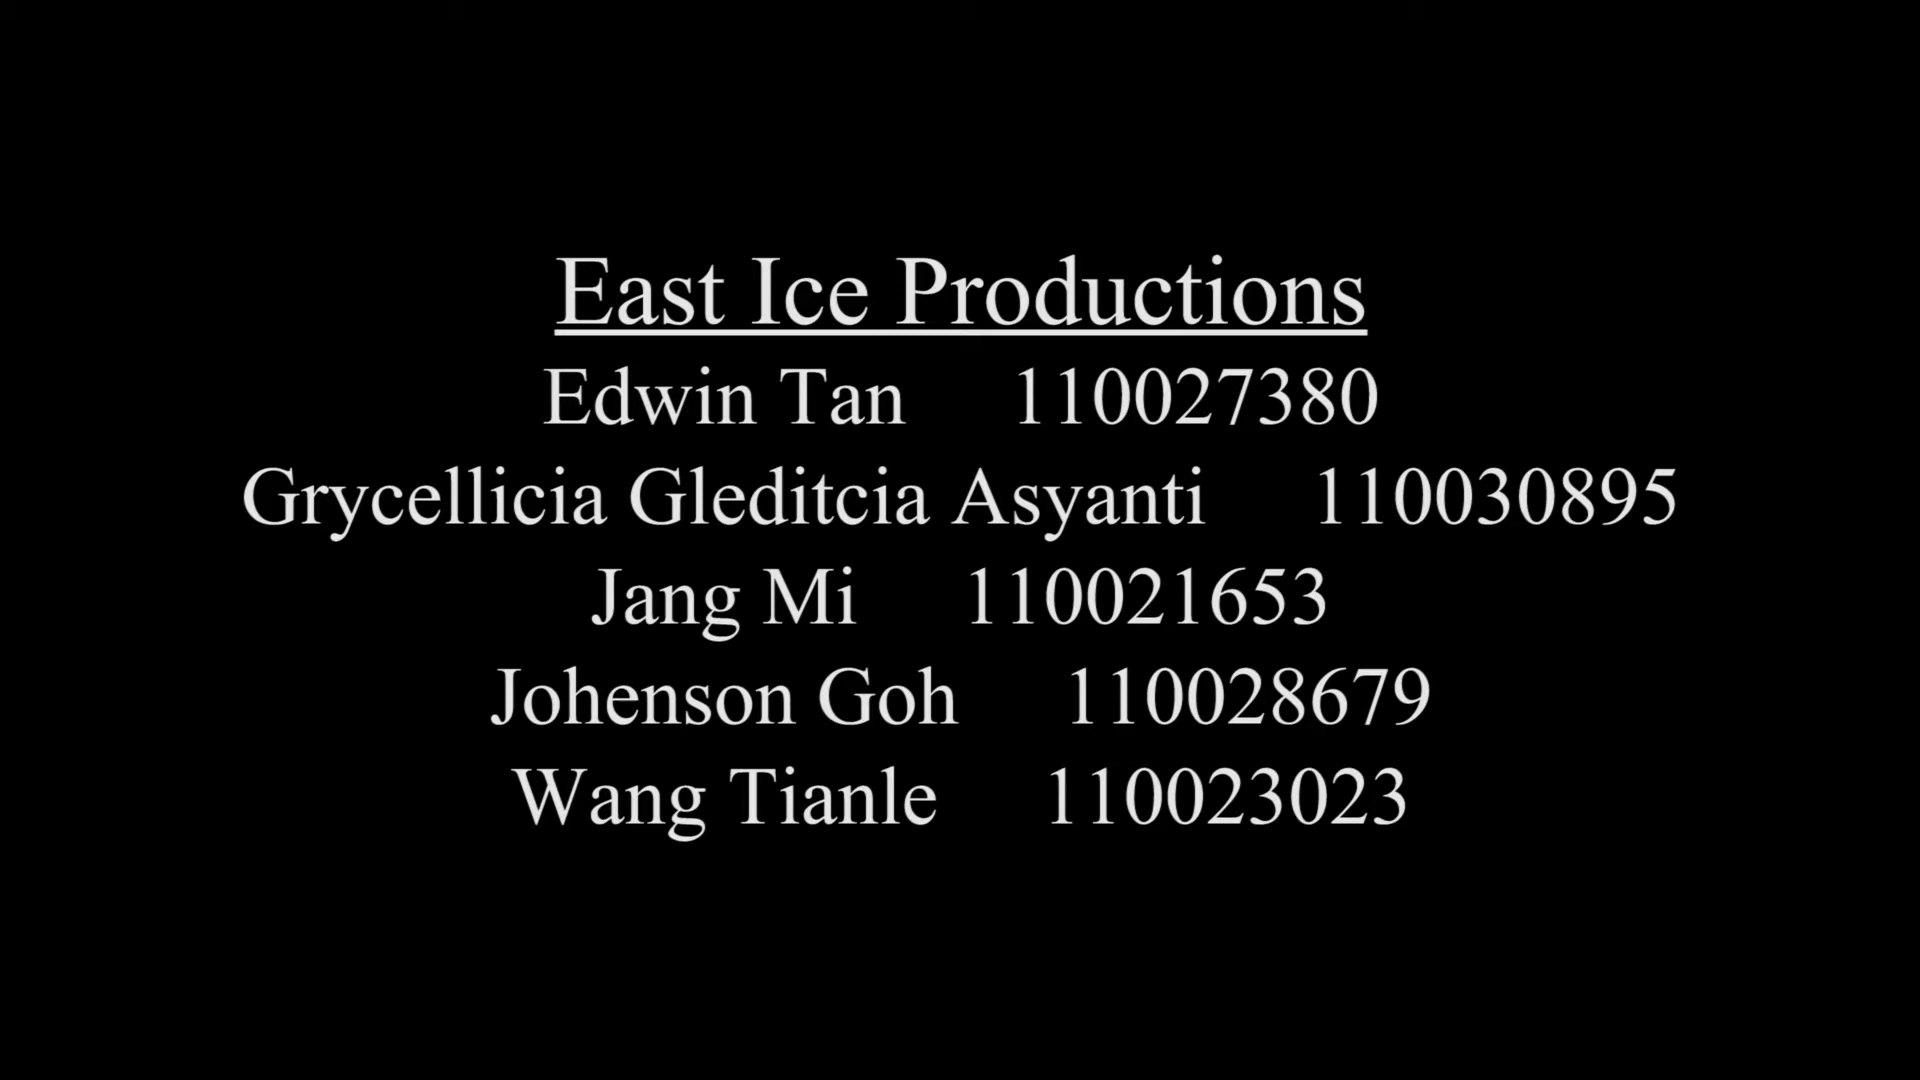 East Ice Productions
Edwin Tan 110027380
Grycellicia Gleditcia Asyanti 110030895
Jang Mi 110021653
Johenson Goh 110028679
Wang Tianle 110023023